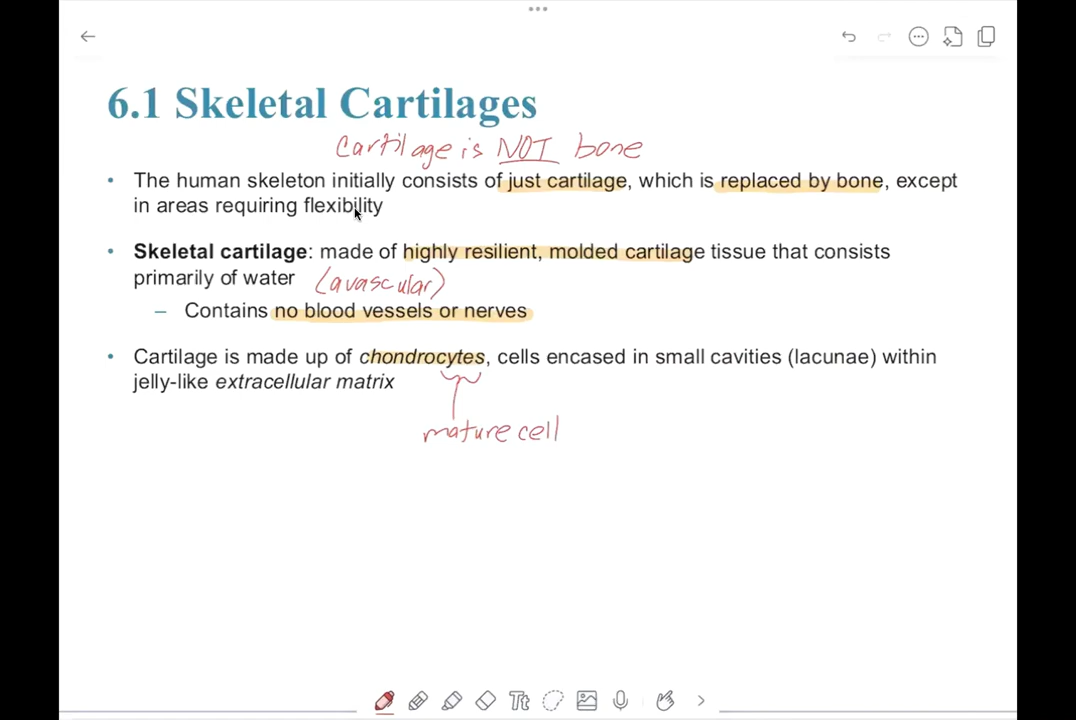 6.1 Skeletal Cartilages
Cartilage is NOT bone
• The human skeleton initially consists of just cartilage, which is replaced by bone, except
in areas requiring flexibility
• Skeletal cartilage: made of highly resilient, molded cartilage tissue that consists
primarily of water (avascular)
– Contains no blood vessels or nerves
• Cartilage is made up of chondrocytes, cells encased in small cavities (lacunae) within
jelly-like extracellular matrix
mature cell
Tt